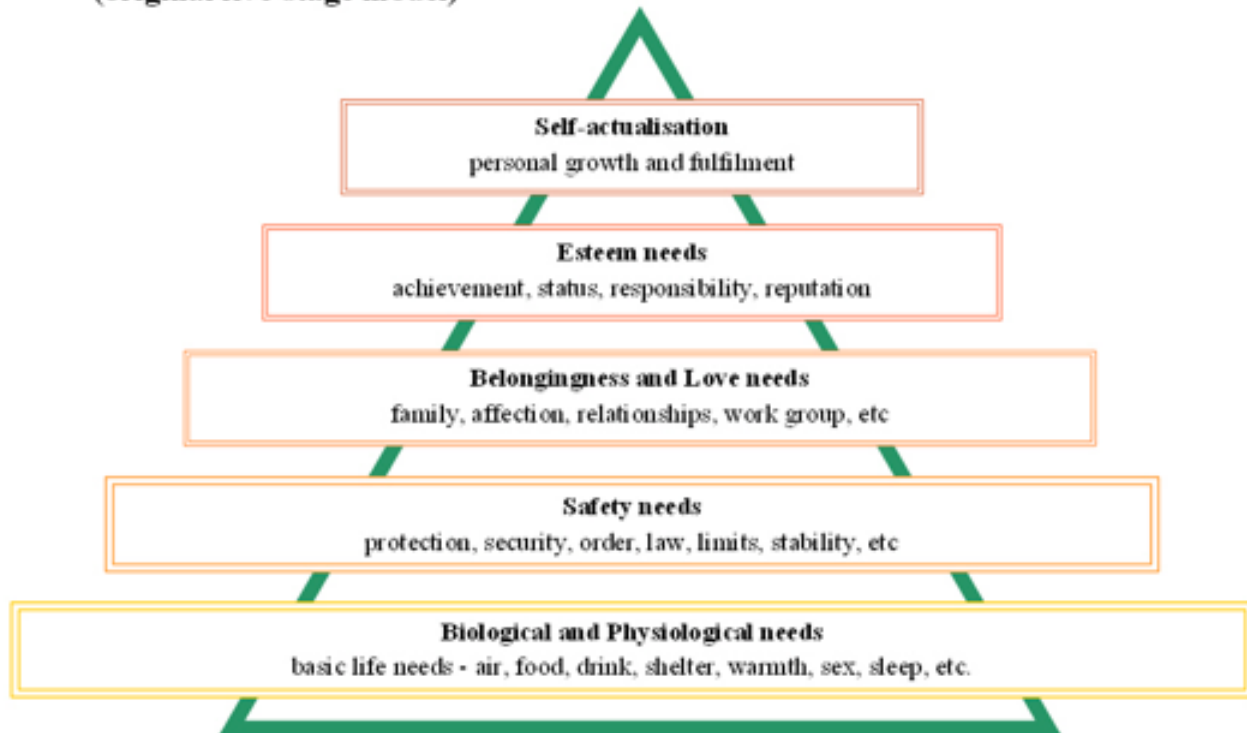 Self-actualisation
personal growth and fulfilment
Esteem needs
achievement, status, responsibility, reputation
Belongingness and Love needs
family, affection, relationships, work group, etc
Safety needs
protection, security, order, law, limits, stability, etc
Biological and Physiological needs
basic life needs - air, food, drink, shelter, warmth, sex, sleep, etc.